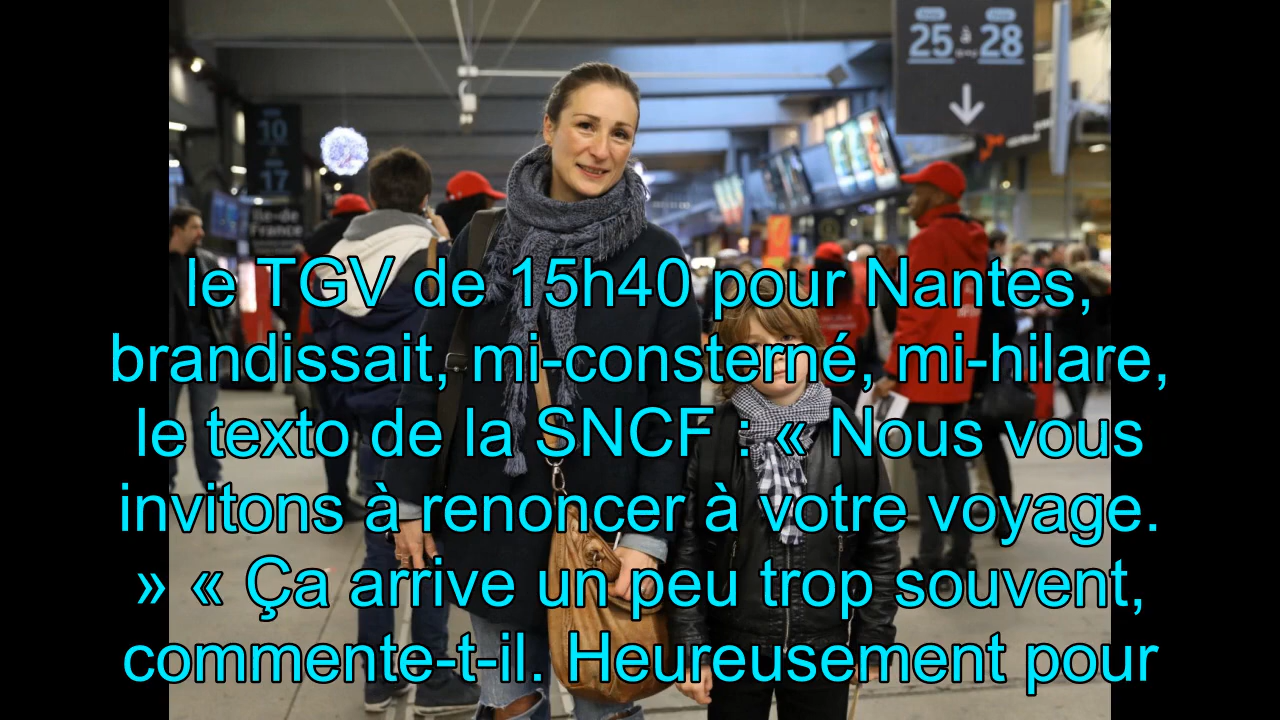 25 à 28
10
17
Ile-de
France
le TGV de 15h40 pour Nantes,
brandissait, mi-consterné, mi-hilare,
le texto de la SNCF : « Nous vous
invitons à renoncer à votre voyage.
» « Ça arrive un peu trop souvent,
commente-t-il. Heureusement pour